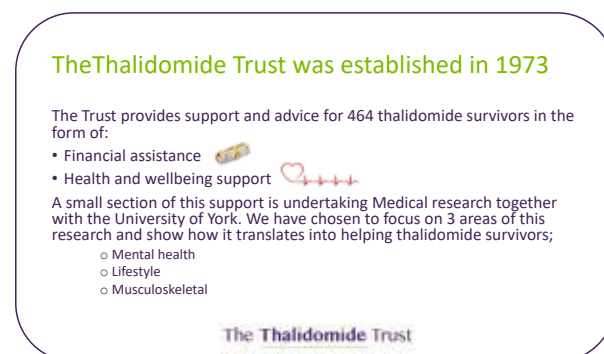 TheThalidomide Trust was established in 1973
The Trust provides support and advice for 464 thalidomide survivors in the
form of:
• Financial assistance
• Health and wellbeing support
A small section of this support is undertaking Medical research together
with the University of York. We have chosen to focus on 3 areas of this
research and show how it translates into helping thalidomide survivors;
○ Mental health
○ Lifestyle
○ Musculoskeletal
The Thalidomide Trust